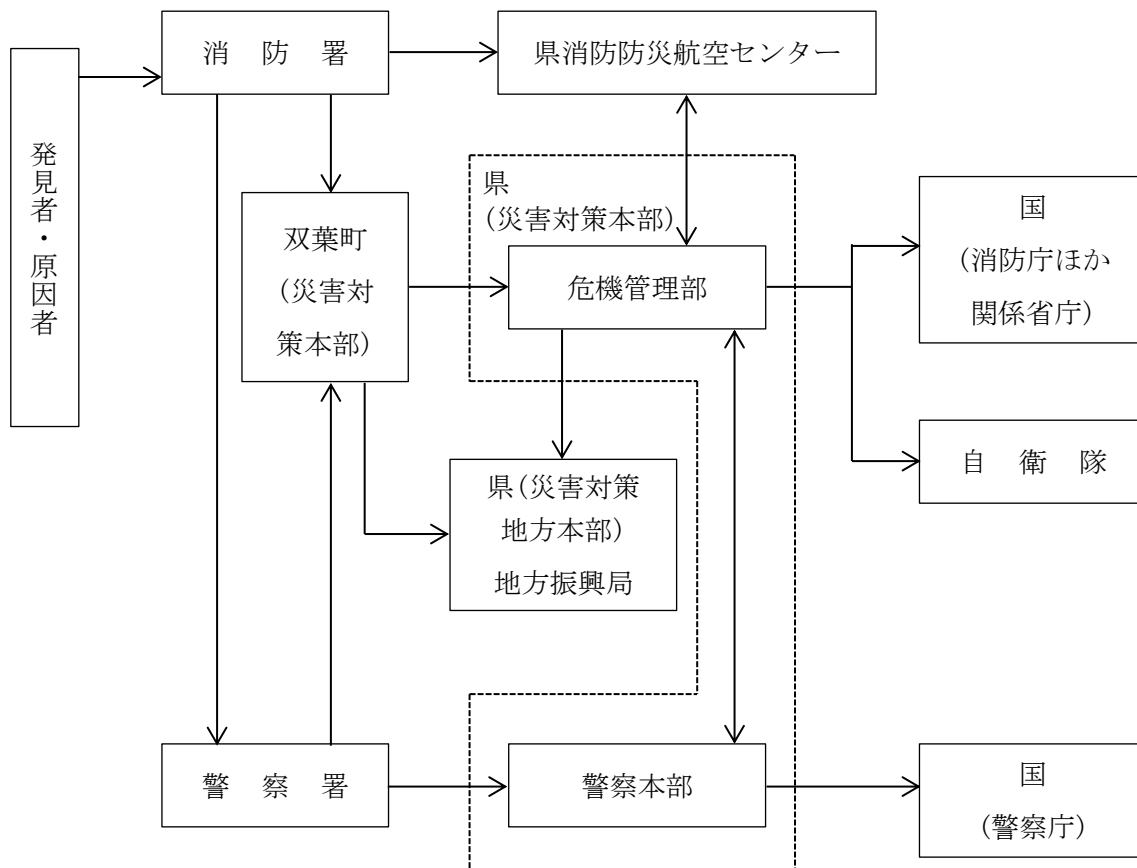 消　防　署
県消防防災航空センター
発見者・原因者
県
(災害対策本部)
双葉町
(災害対
策本部)
危機管理部
国
(消防庁ほか
関係省庁)
自　衛　隊
県(災害対策
地方本部)
地方振興局
警　察　署
警察本部
国
(警察庁)